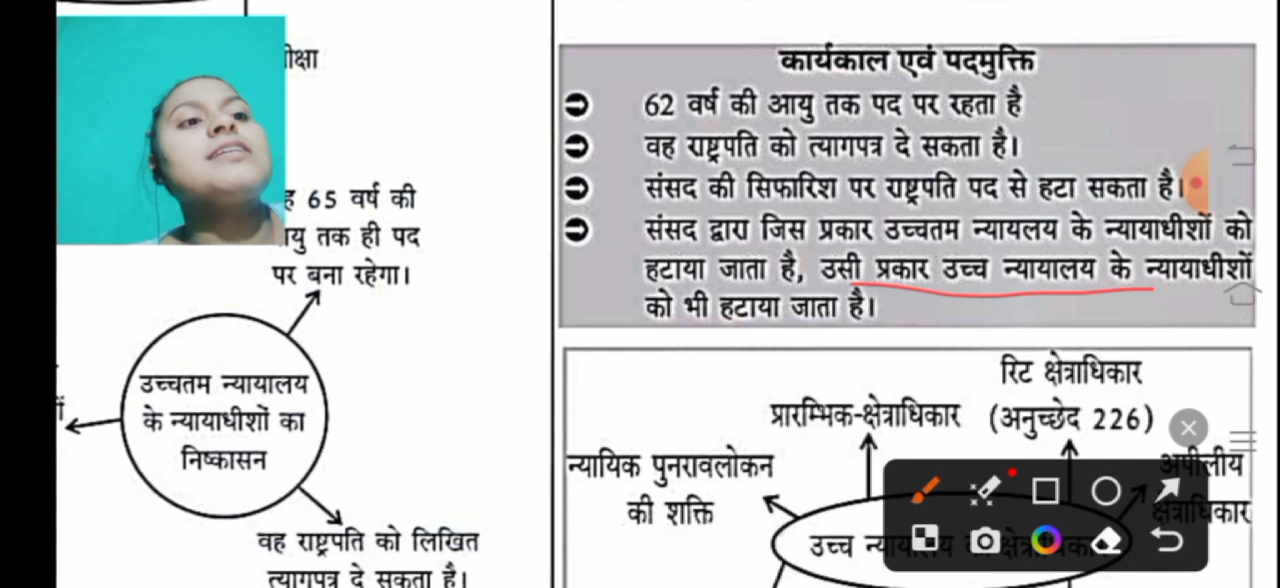 ीक्षा
ह 65 वर्ष की
यु तक ही पद
पर बना रहेगा।
उच्चतम न्यायालय
के न्यायाधीशों का
निष्कासन
वह राष्ट्रपति को लिखित
त्यागपत्र दे सकता है।
कार्यकाल एवं पदमुक्ति
62 वर्ष की आयु तक पद पर रहता है
वह राष्ट्रपति को त्यागपत्र दे सकता है।
संसद की सिफारिश पर राष्ट्रपति पद से हटा सकता है।
संसद द्वारा जिस प्रकार उच्चतम न्यायलय के न्यायाधीशों को
हटाया जाता है, उसी प्रकार उच्च न्यायालय के न्यायाधीशों
को भी हटाया जाता है।
रिट क्षेत्राधिकार
(अनुच्छेद 226)
प्रारम्भिक-क्षेत्राधिकार
न्यायिक पुनरावलोकन
की शक्ति
अपीलीय
क्षेत्राधिकार
उच्च